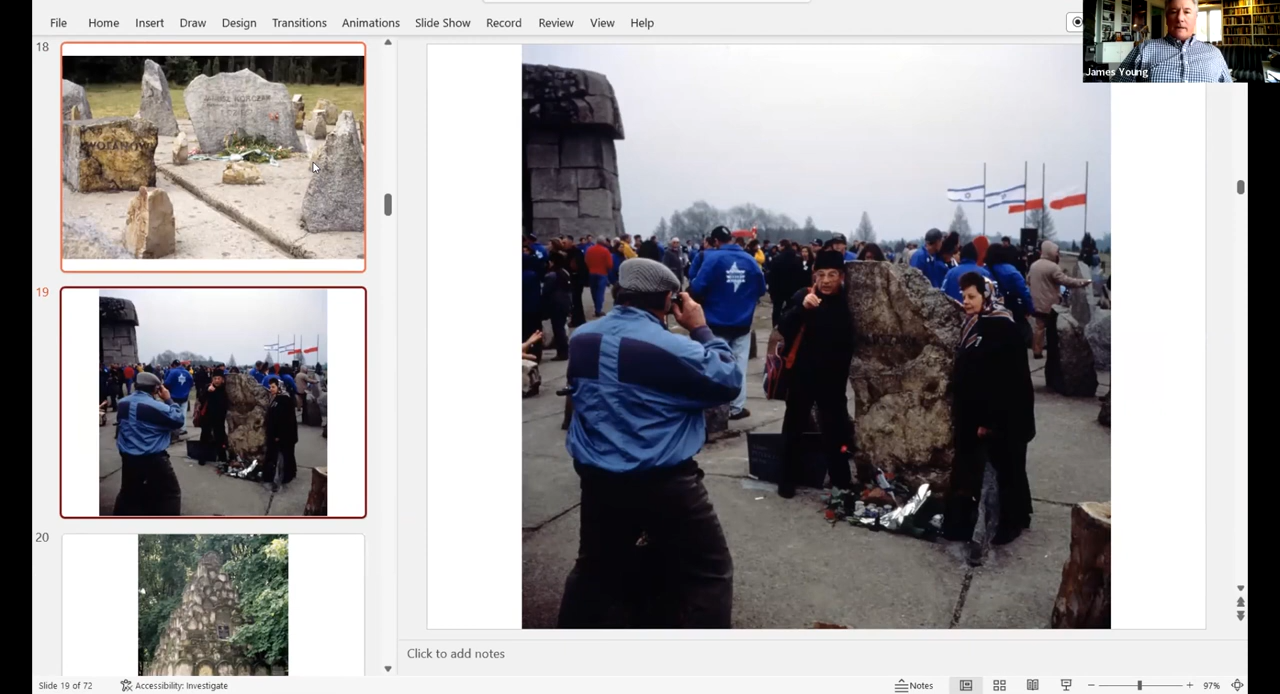 File Home Insert Draw Design Transitions Animations Slide Show Record Review View Help
James Young
18
19
20
Click to add notes
Slide 19 of 72 Accessibility: Investigate Notes 97%